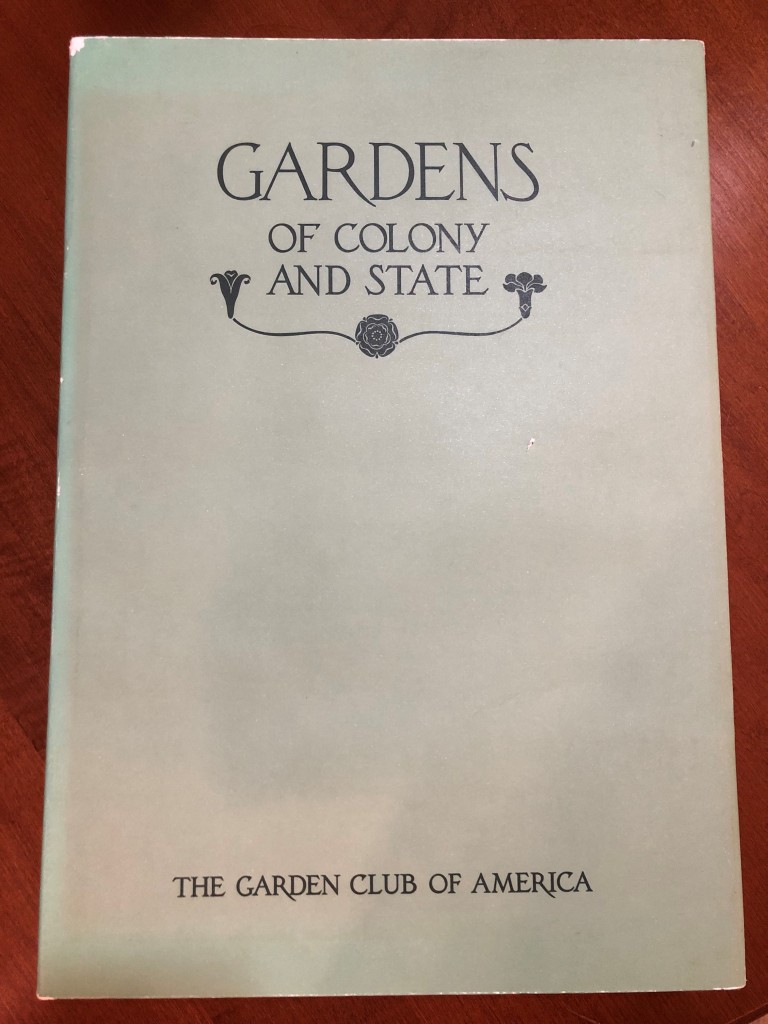 GARDENS
OF COLONY
AND STATE
THE GARDEN CLUB OF AMERICA